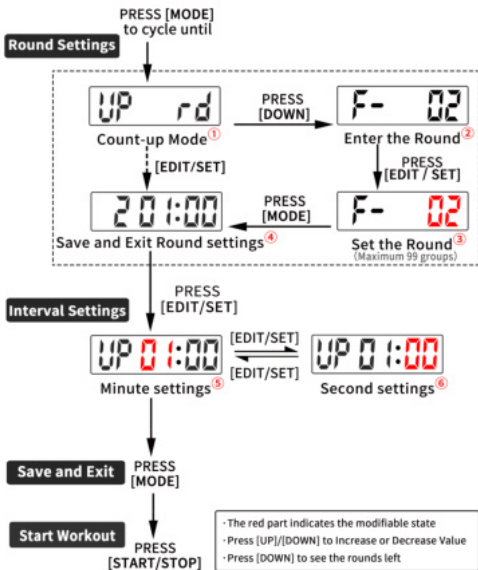 PRESS [MODE]
to cycle until
Round Settings
UP rd
PRESS
[DOWN]
F- 02
Count-up Mode①
Enter the Round②
[EDIT/SET]
PRESS
[EDIT / SET]
2 01:00
PRESS
[MODE]
F- 02
Save and Exit Round settings④
Set the Round③
(Maximum 99 groups)
PRESS
[EDIT/SET]
Interval Settings
UP 01:00
[EDIT/SET]
[EDIT/SET]
UP 01:00
Minute settings⑤
Second settings⑥
Save and Exit
PRESS
[MODE]
Start Workout
PRESS
[START/STOP]
·The red part indicates the modifiable state
·Press [UP]/[DOWN] to Increase or Decrease Value
·Press [DOWN] to see the rounds left